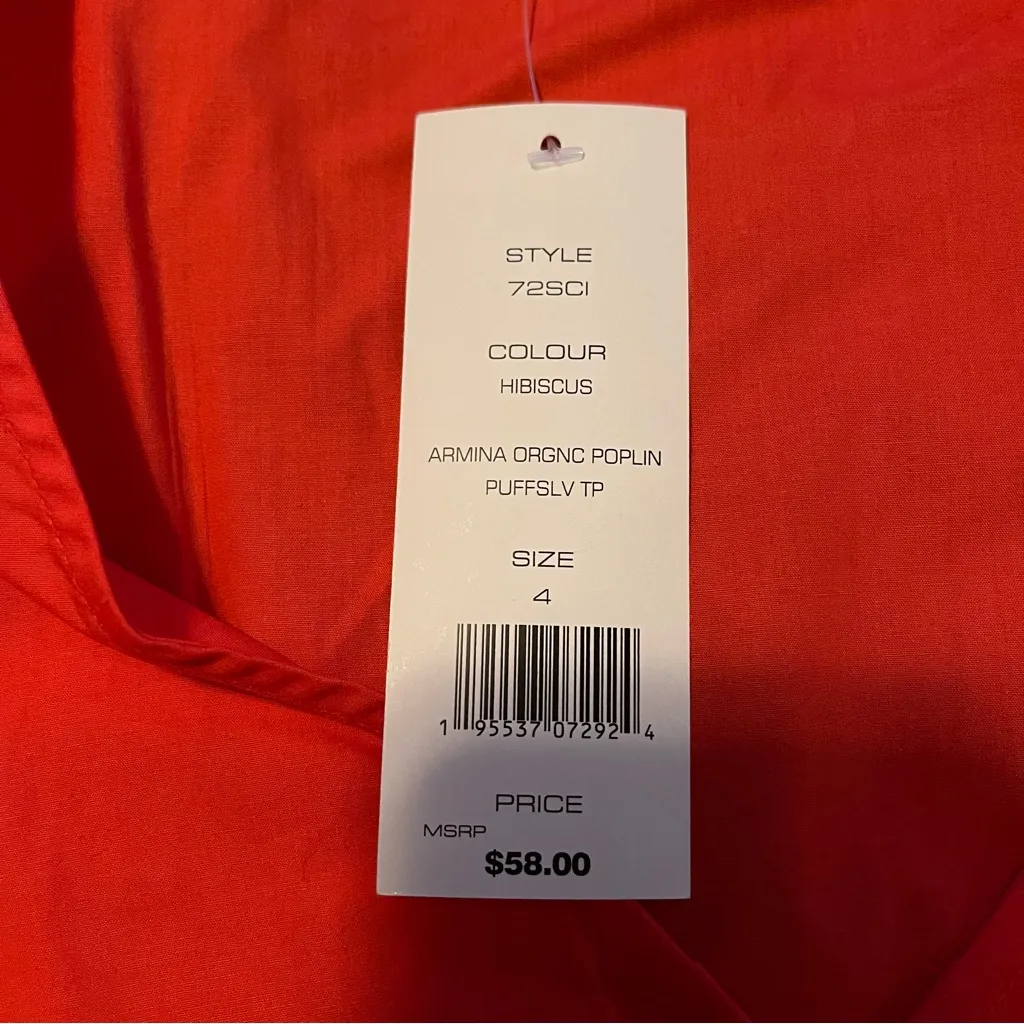 STYLE
72SCI
COLOUR
HIBISCUS
ARMINA ORGNC POPLIN
PUFFSLV TP
SIZE
4
1 95537 07292 4
PRICE
MSRP
$58.00